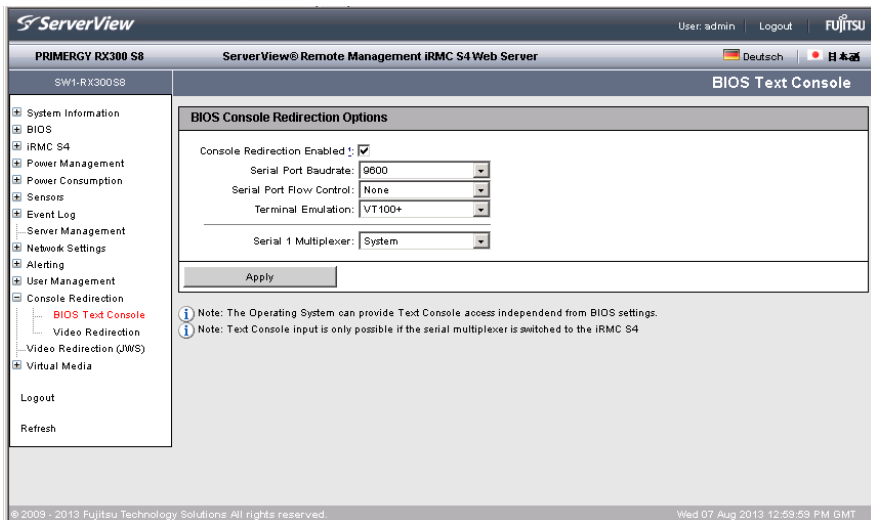 ServerView
User: admin Logout FUJITSU
PRIMERGY RX300 S8 ServerView® Remote Management iRMC S4 Web Server Deutsch 日本語
SW1-RX300S8 BIOS Text Console
System Information
BIOS
iRMC S4
Power Management
Power Consumption
Sensors
Event Log
Server Management
Network Settings
Alerting
User Management
Console Redirection
BIOS Text Console
Video Redirection
Video Redirection (JWS)
Virtual Media
Logout
Refresh
BIOS Console Redirection Options
Console Redirection Enabled !:
Serial Port Baudrate: 9600
Serial Port Flow Control: None
Terminal Emulation: VT100+
Serial 1 Multiplexer: System
Apply
Note: The Operating System can provide Text Console access independend from BIOS settings.
Note: Text Console input is only possible if the serial multiplexer is switched to the iRMC S4
© 2009 - 2013 Fujitsu Technology Solutions All rights reserved. Wed 07 Aug 2013 12:59:59 PM GMT